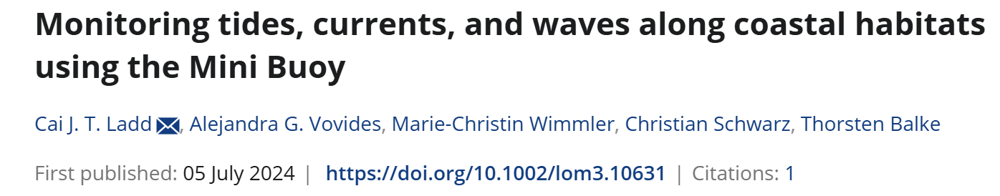 Monitoring tides, currents, and waves along coastal habitats
using the Mini Buoy
Cai J. T. Ladd, Alejandra G. Vovides, Marie-Christin Wimmler, Christian Schwarz, Thorsten Balke
First published: 05 July 2024 | https://doi.org/10.1002/lom3.10631 | Citations: 1